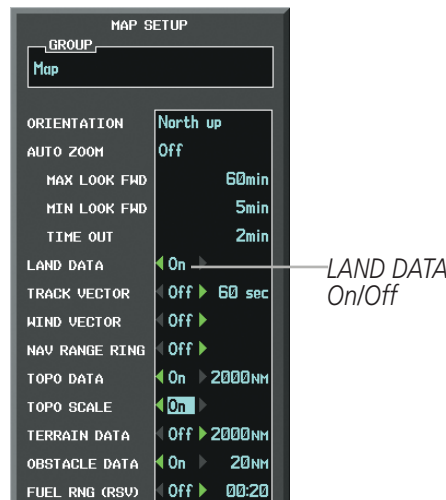 MAP SETUP
GROUP
Map
ORIENTATION North up
AUTO ZOOM Off
MAX LOOK FWD 60min
MIN LOOK FWD 5min
TIME OUT 2min
LAND DATA On
LAND DATA
On/Off
TRACK VECTOR Off 60 sec
WIND VECTOR Off
NAV RANGE RING Off
TOPO DATA On 2000NM
TOPO SCALE On
TERRAIN DATA Off 2000NM
OBSTACLE DATA On 20NM
FUEL RNG (RSV) Off 00:20